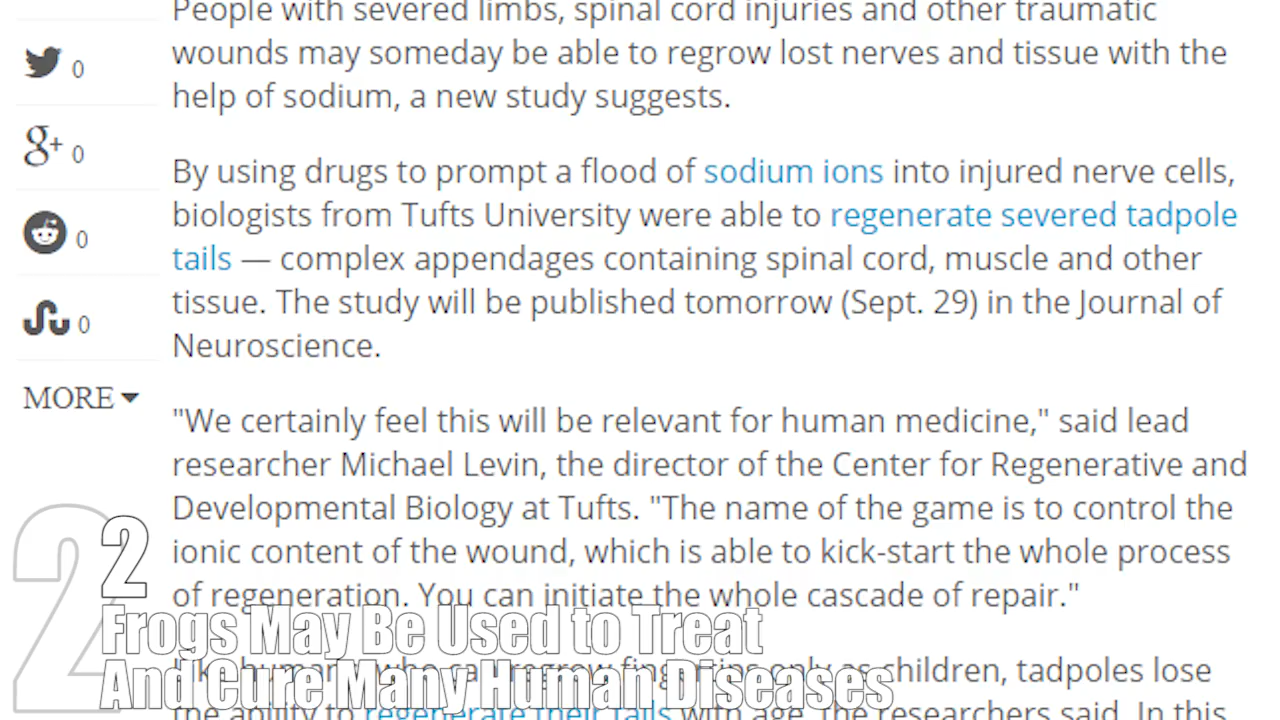 People with severed limbs, spinal cord injuries and other traumatic
wounds may someday be able to regrow lost nerves and tissue with the
help of sodium, a new study suggests.
By using drugs to prompt a flood of sodium ions into injured nerve cells,
biologists from Tufts University were able to regenerate severed tadpole
tails — complex appendages containing spinal cord, muscle and other
tissue. The study will be published tomorrow (Sept. 29) in the Journal of
Neuroscience.
"We certainly feel this will be relevant for human medicine," said lead
researcher Michael Levin, the director of the Center for Regenerative and
Developmental Biology at Tufts. "The name of the game is to control the
ionic content of the wound, which is able to kick-start the whole process
of regeneration. You can initiate the whole cascade of repair."
only as children, tadpoles lose
the ability to regenerate their tails with age, the researchers said. In this
0
g+ 0
0
0
MORE
2
2
Frogs May Be Used to Treat
And Cure Many Human Diseases